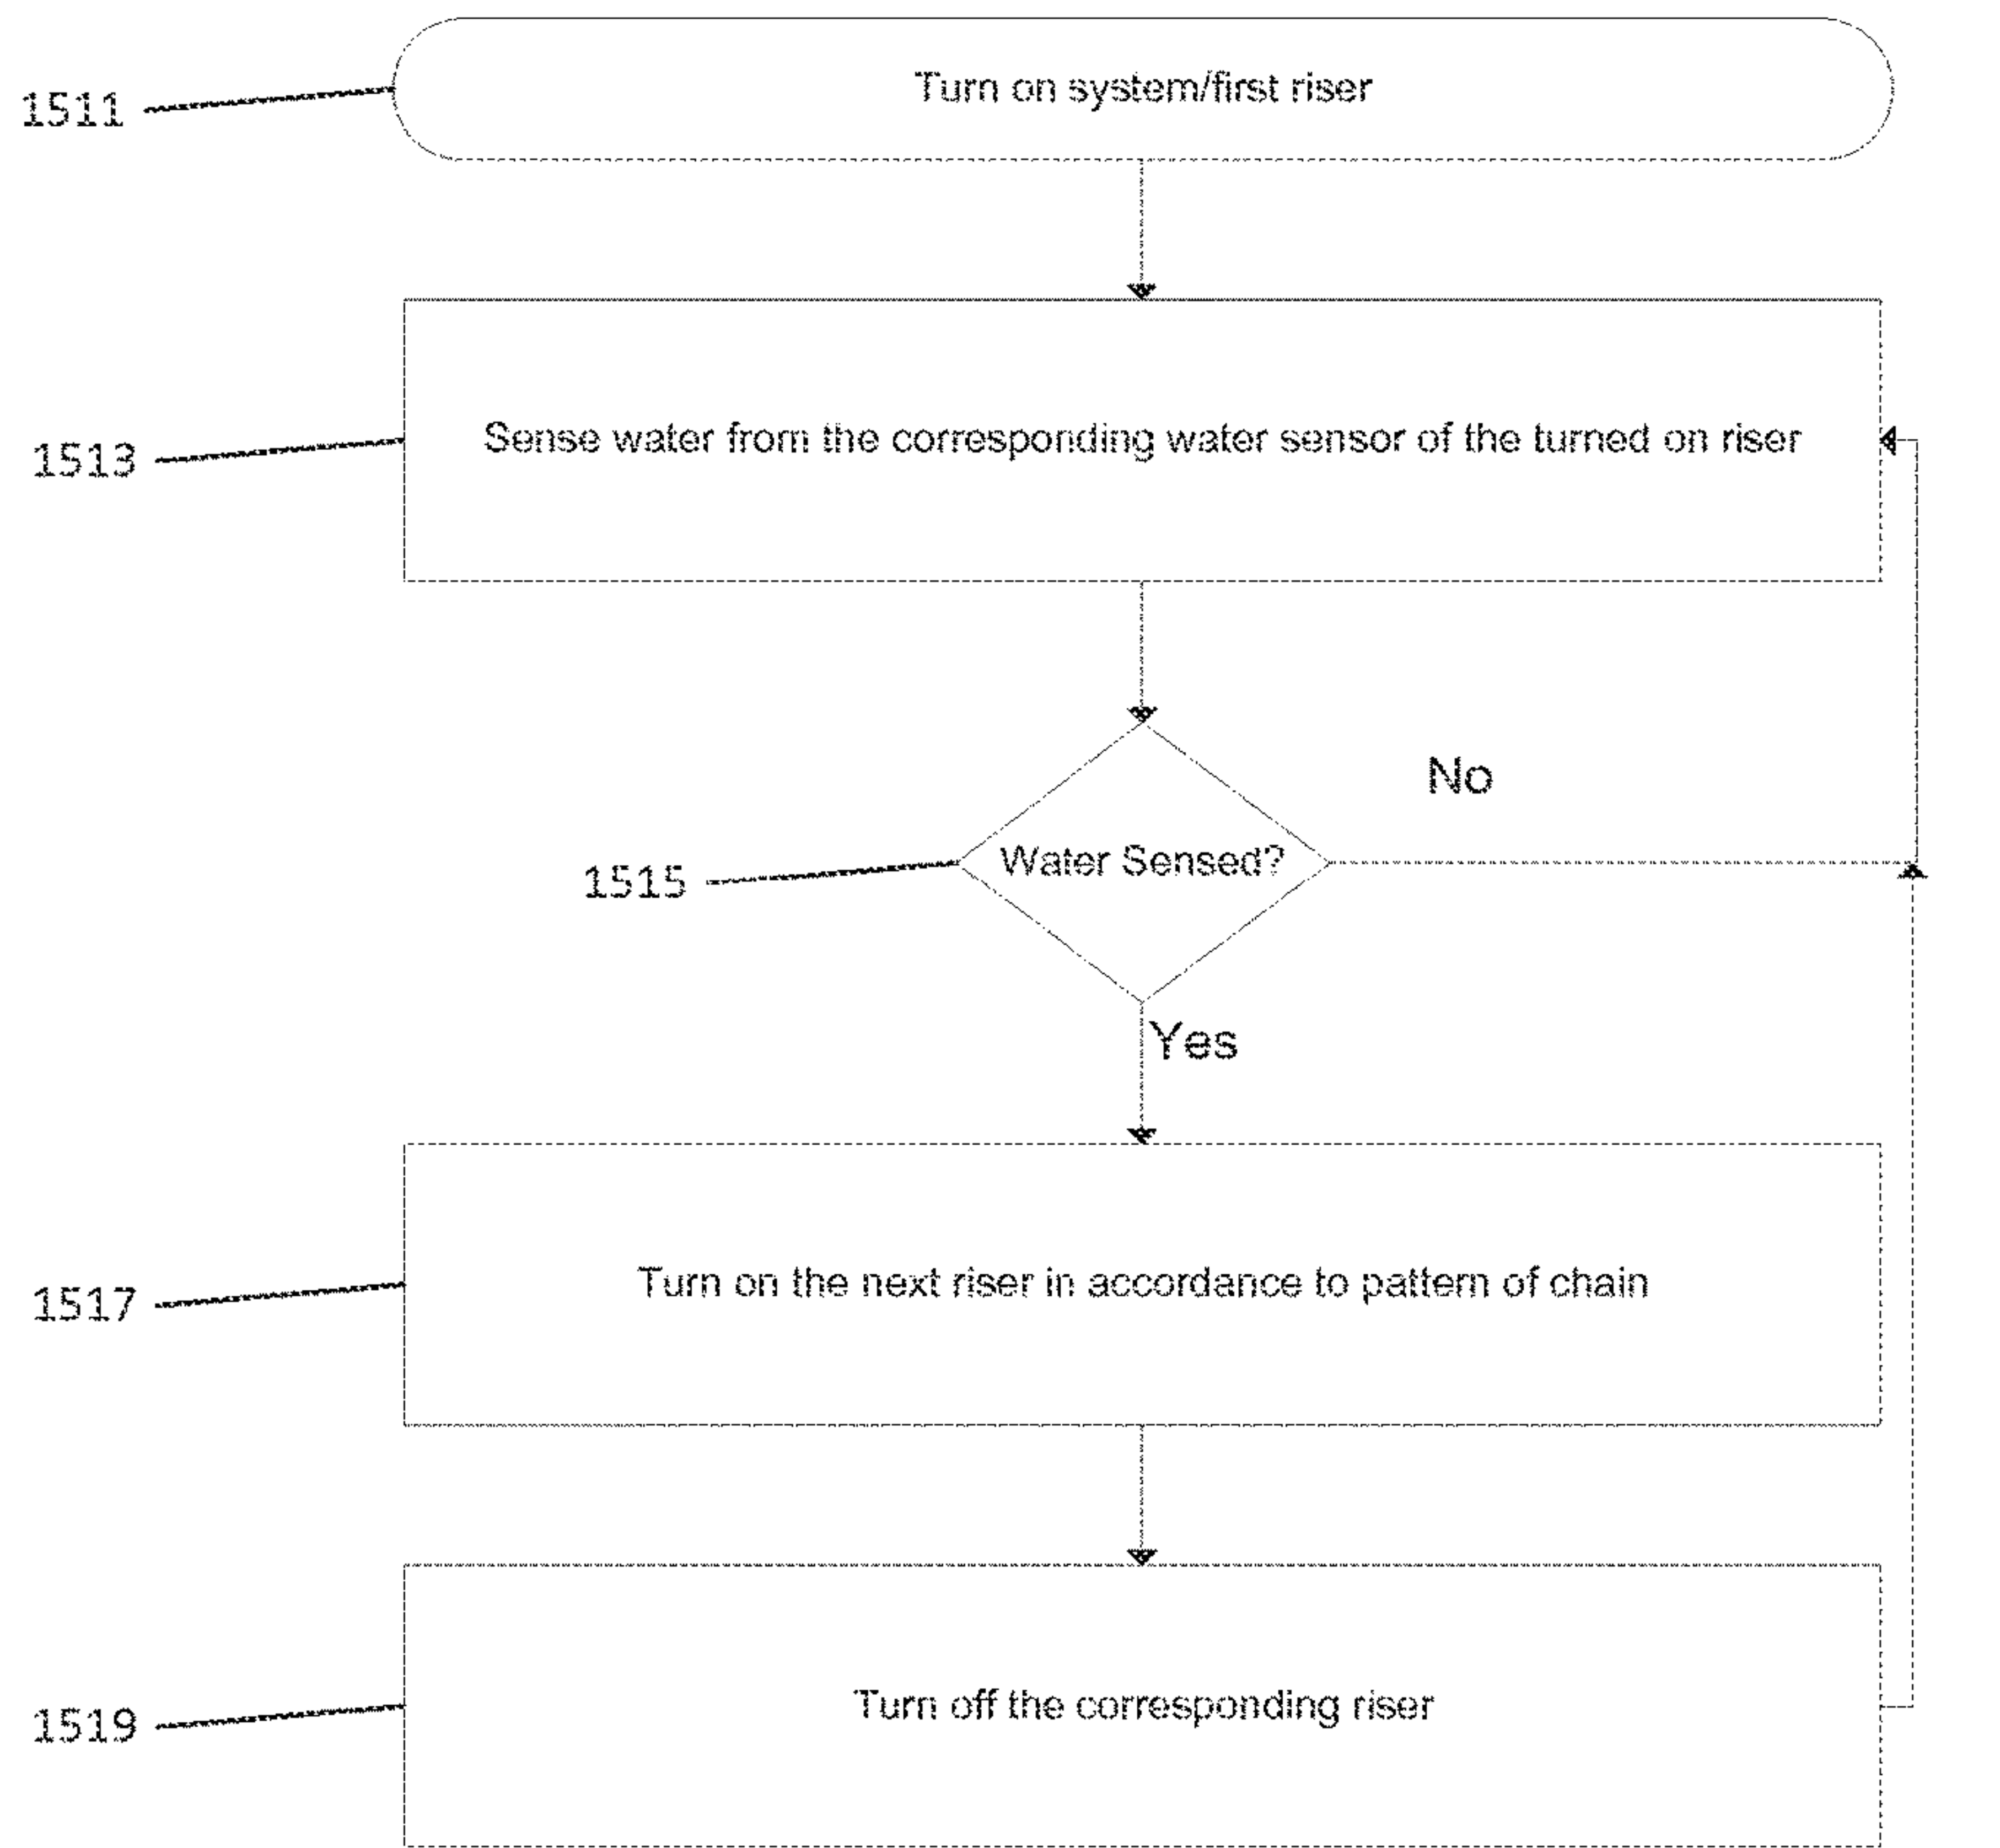 Turn on system/first riser
1511
Sense water from the corresponding water sensor of the turned on riser
1513
No
Water Sensed?
1515
Yes
Turn on the next riser in accordance to pattern of chain
1517
Turn off the corresponding riser
1519